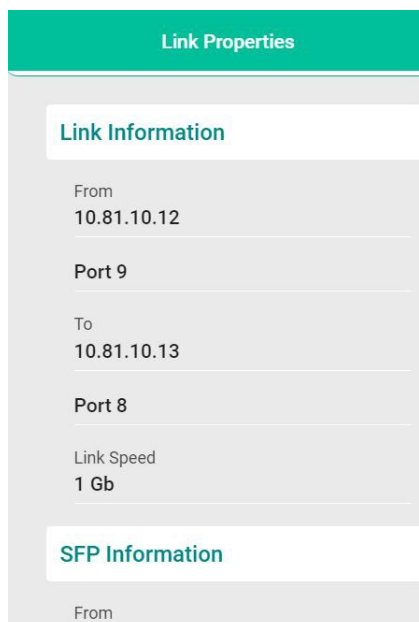 Link Properties
Link Information
From
10.81.10.12
Port 9
To
10.81.10.13
Port 8
Link Speed
1 Gb
SFP Information
From